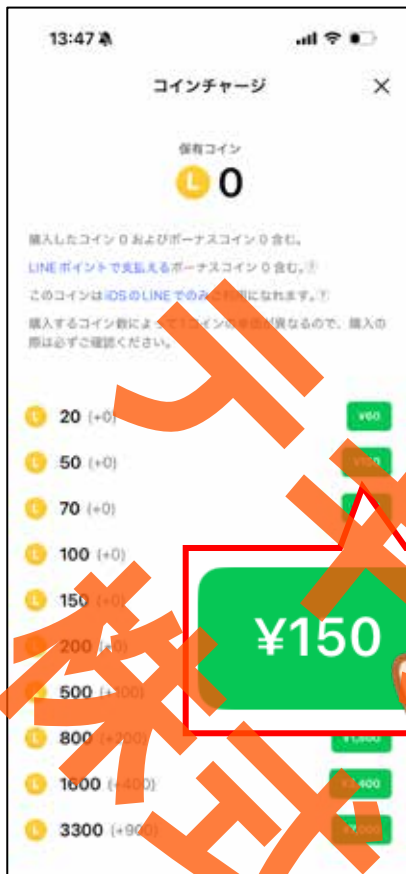 13:47
コインチャージ
保有コイン
L 0
購入したコイン 0 およびボーナスコイン 0 含む。
LINE ポイントで支払えるボーナスコイン 0 含む。
このコインはiOSのLINEでのみご利用になれます。
購入するコイン数によって1コインの単価が異なるので、購入の
際は必ずご確認ください。
20 (+0) ¥60
50 (+0)
70 (+0)
100 (+0)
150 (+0)
¥150
200 (+0)
500 (+100)
800 (+200)
1600 (+400)
3300 (+900)
株式